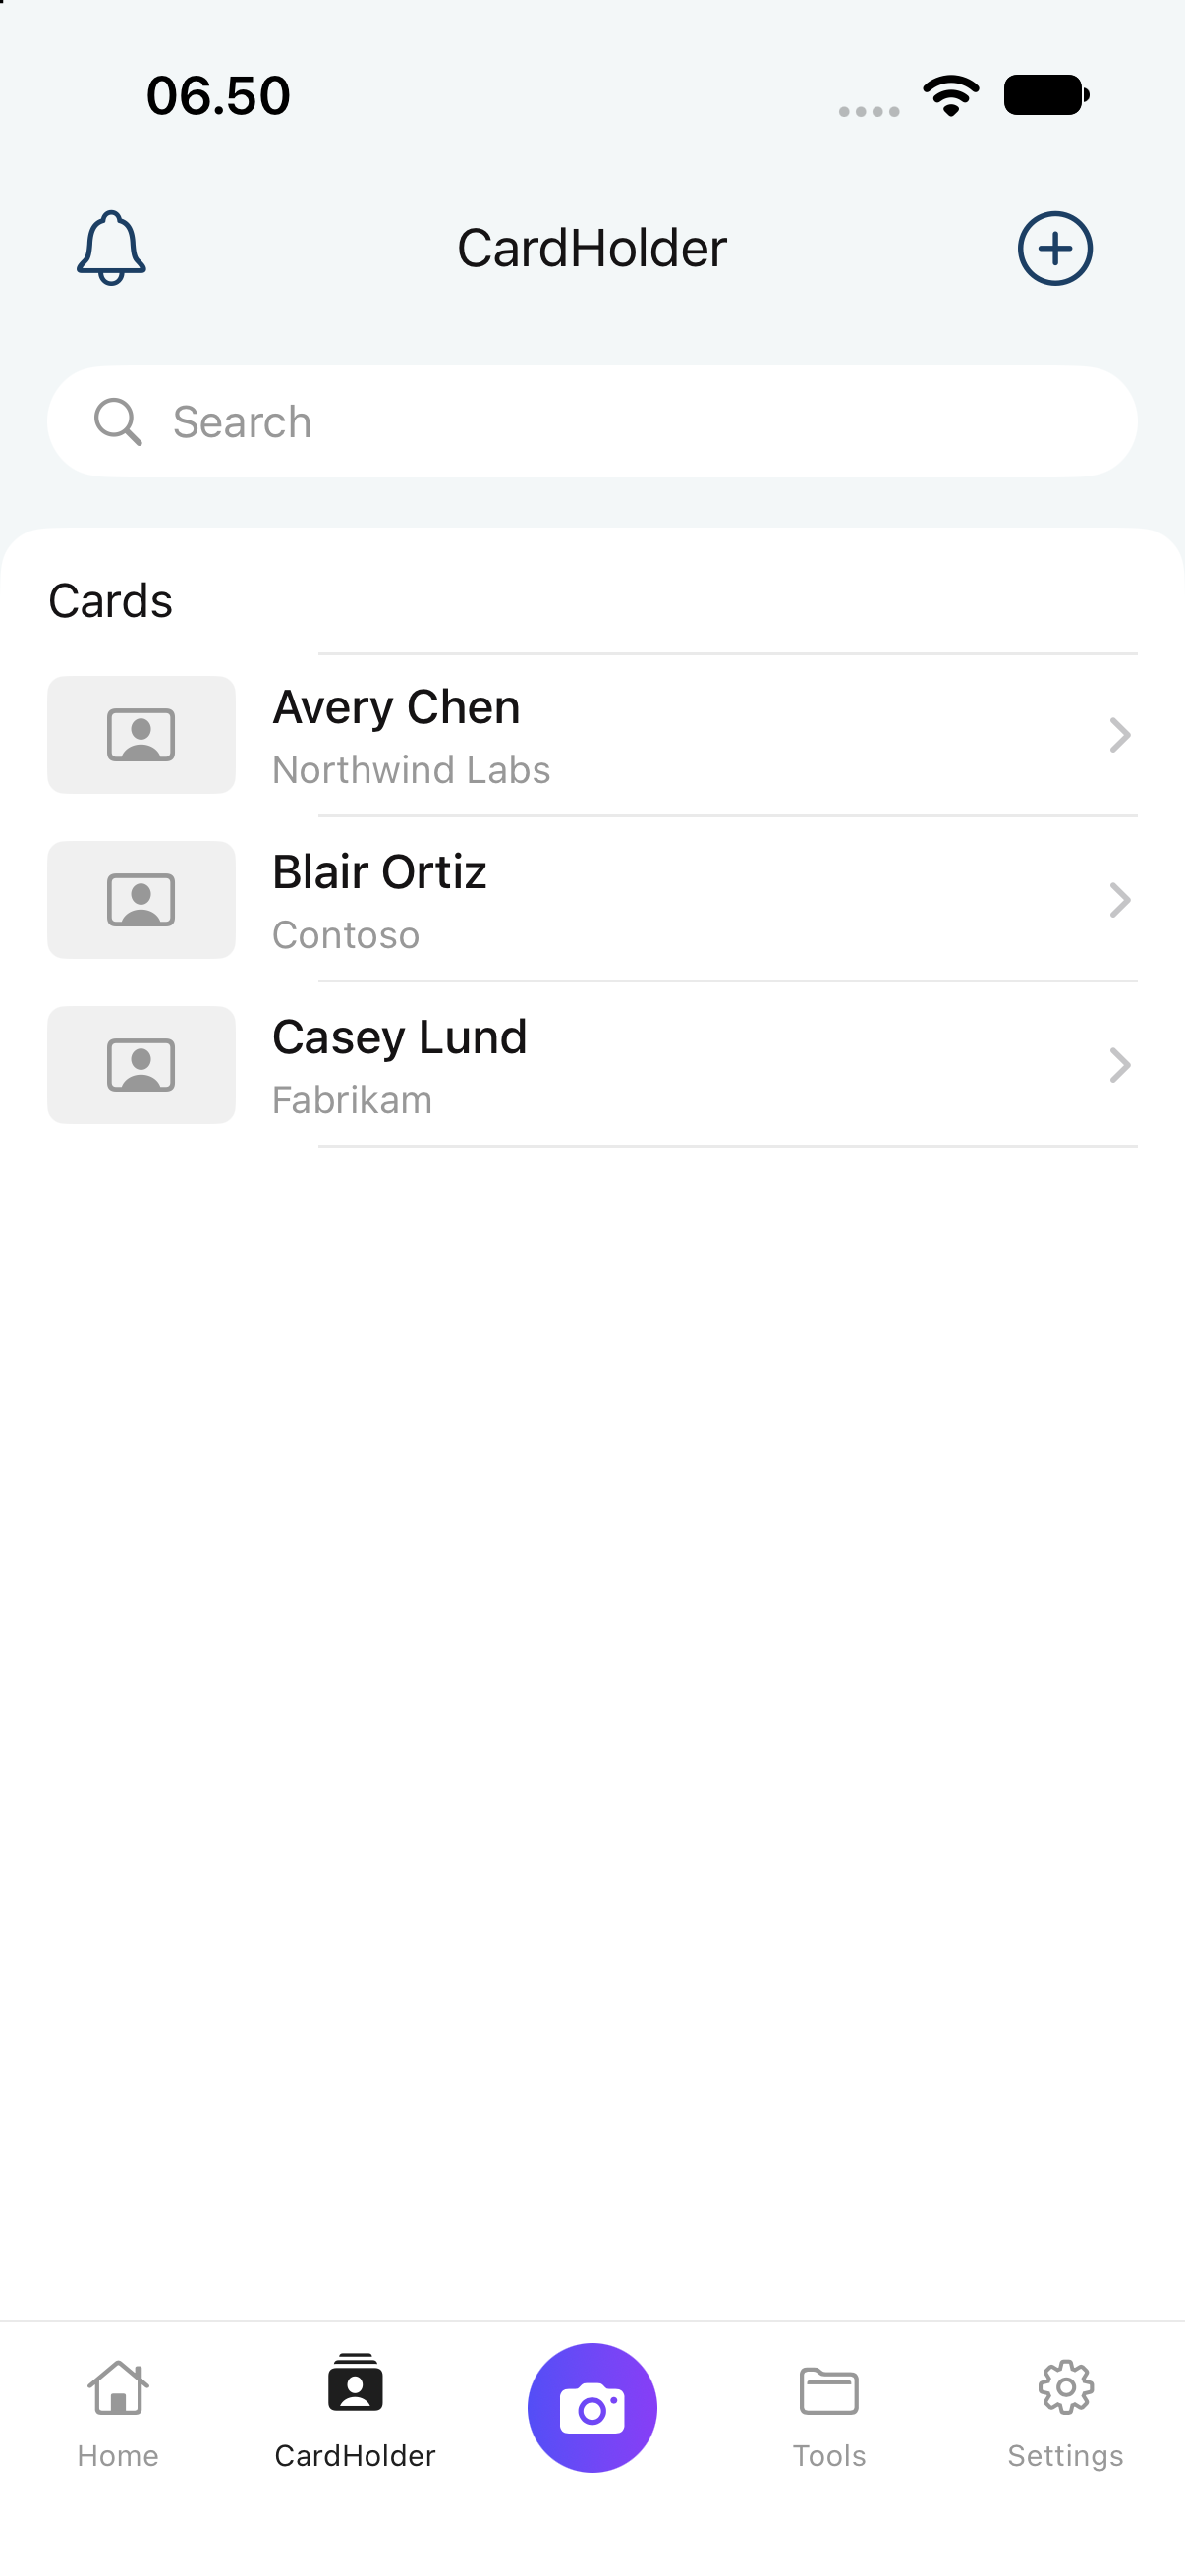 06.50
CardHolder
Search
Cards
Avery Chen
Northwind Labs
Blair Ortiz
Contoso
Casey Lund
Fabrikam
Home
CardHolder
Tools
Settings